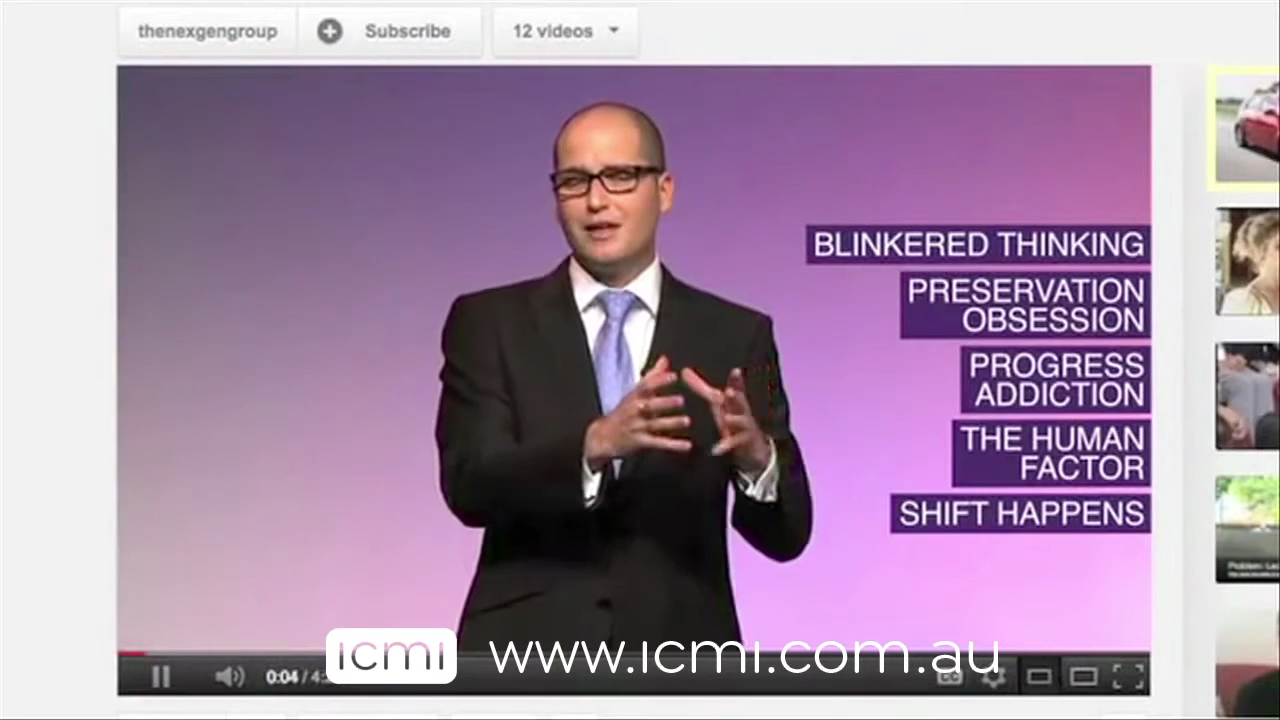 thenexgengroup
Subscribe
12 videos
BLINKERED THINKING
PRESERVATION
OBSESSION
PROGRESS
ADDICTION
THE HUMAN
FACTOR
SHIFT HAPPENS
icmi www.icmi.com.au
0:04 / 4: